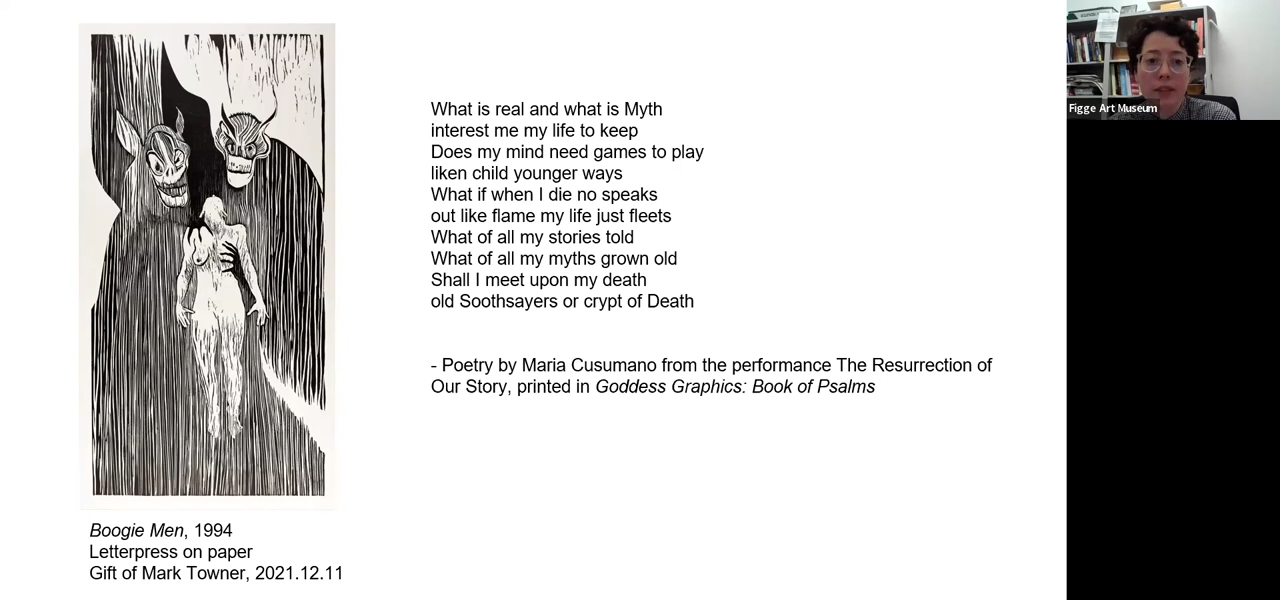 What is real and what is Myth
interest me my life to keep
Does my mind need games to play
liken child younger ways
What if when I die no speaks
out like flame my life just fleets
What of all my stories told
What of all my myths grown old
Shall I meet upon my death
old Soothsayers or crypt of Death
- Poetry by Maria Cusumano from the performance The Resurrection of
Our Story, printed in Goddess Graphics: Book of Psalms
Boogie Men, 1994
Letterpress on paper
Gift of Mark Towner, 2021.12.11
Figge Art Museum